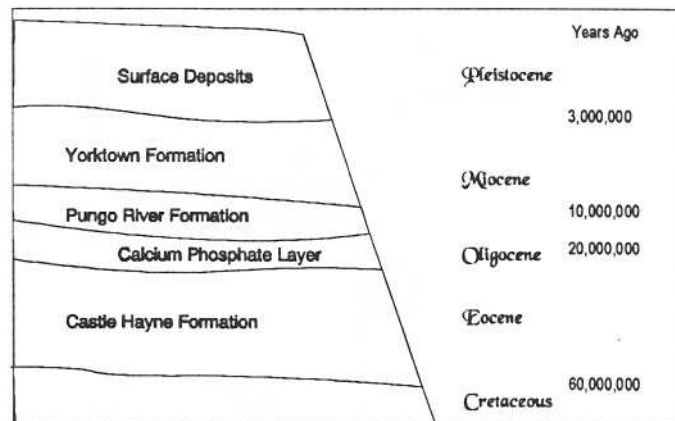 Years Ago
Surface Deposits
Pleistocene
3,000,000
Yorktown Formation
Miocene
Pungo River Formation
10,000,000
Calcium Phosphate Layer
Oligocene
20,000,000
Castle Hayne Formation
Eocene
60,000,000
Cretaceous